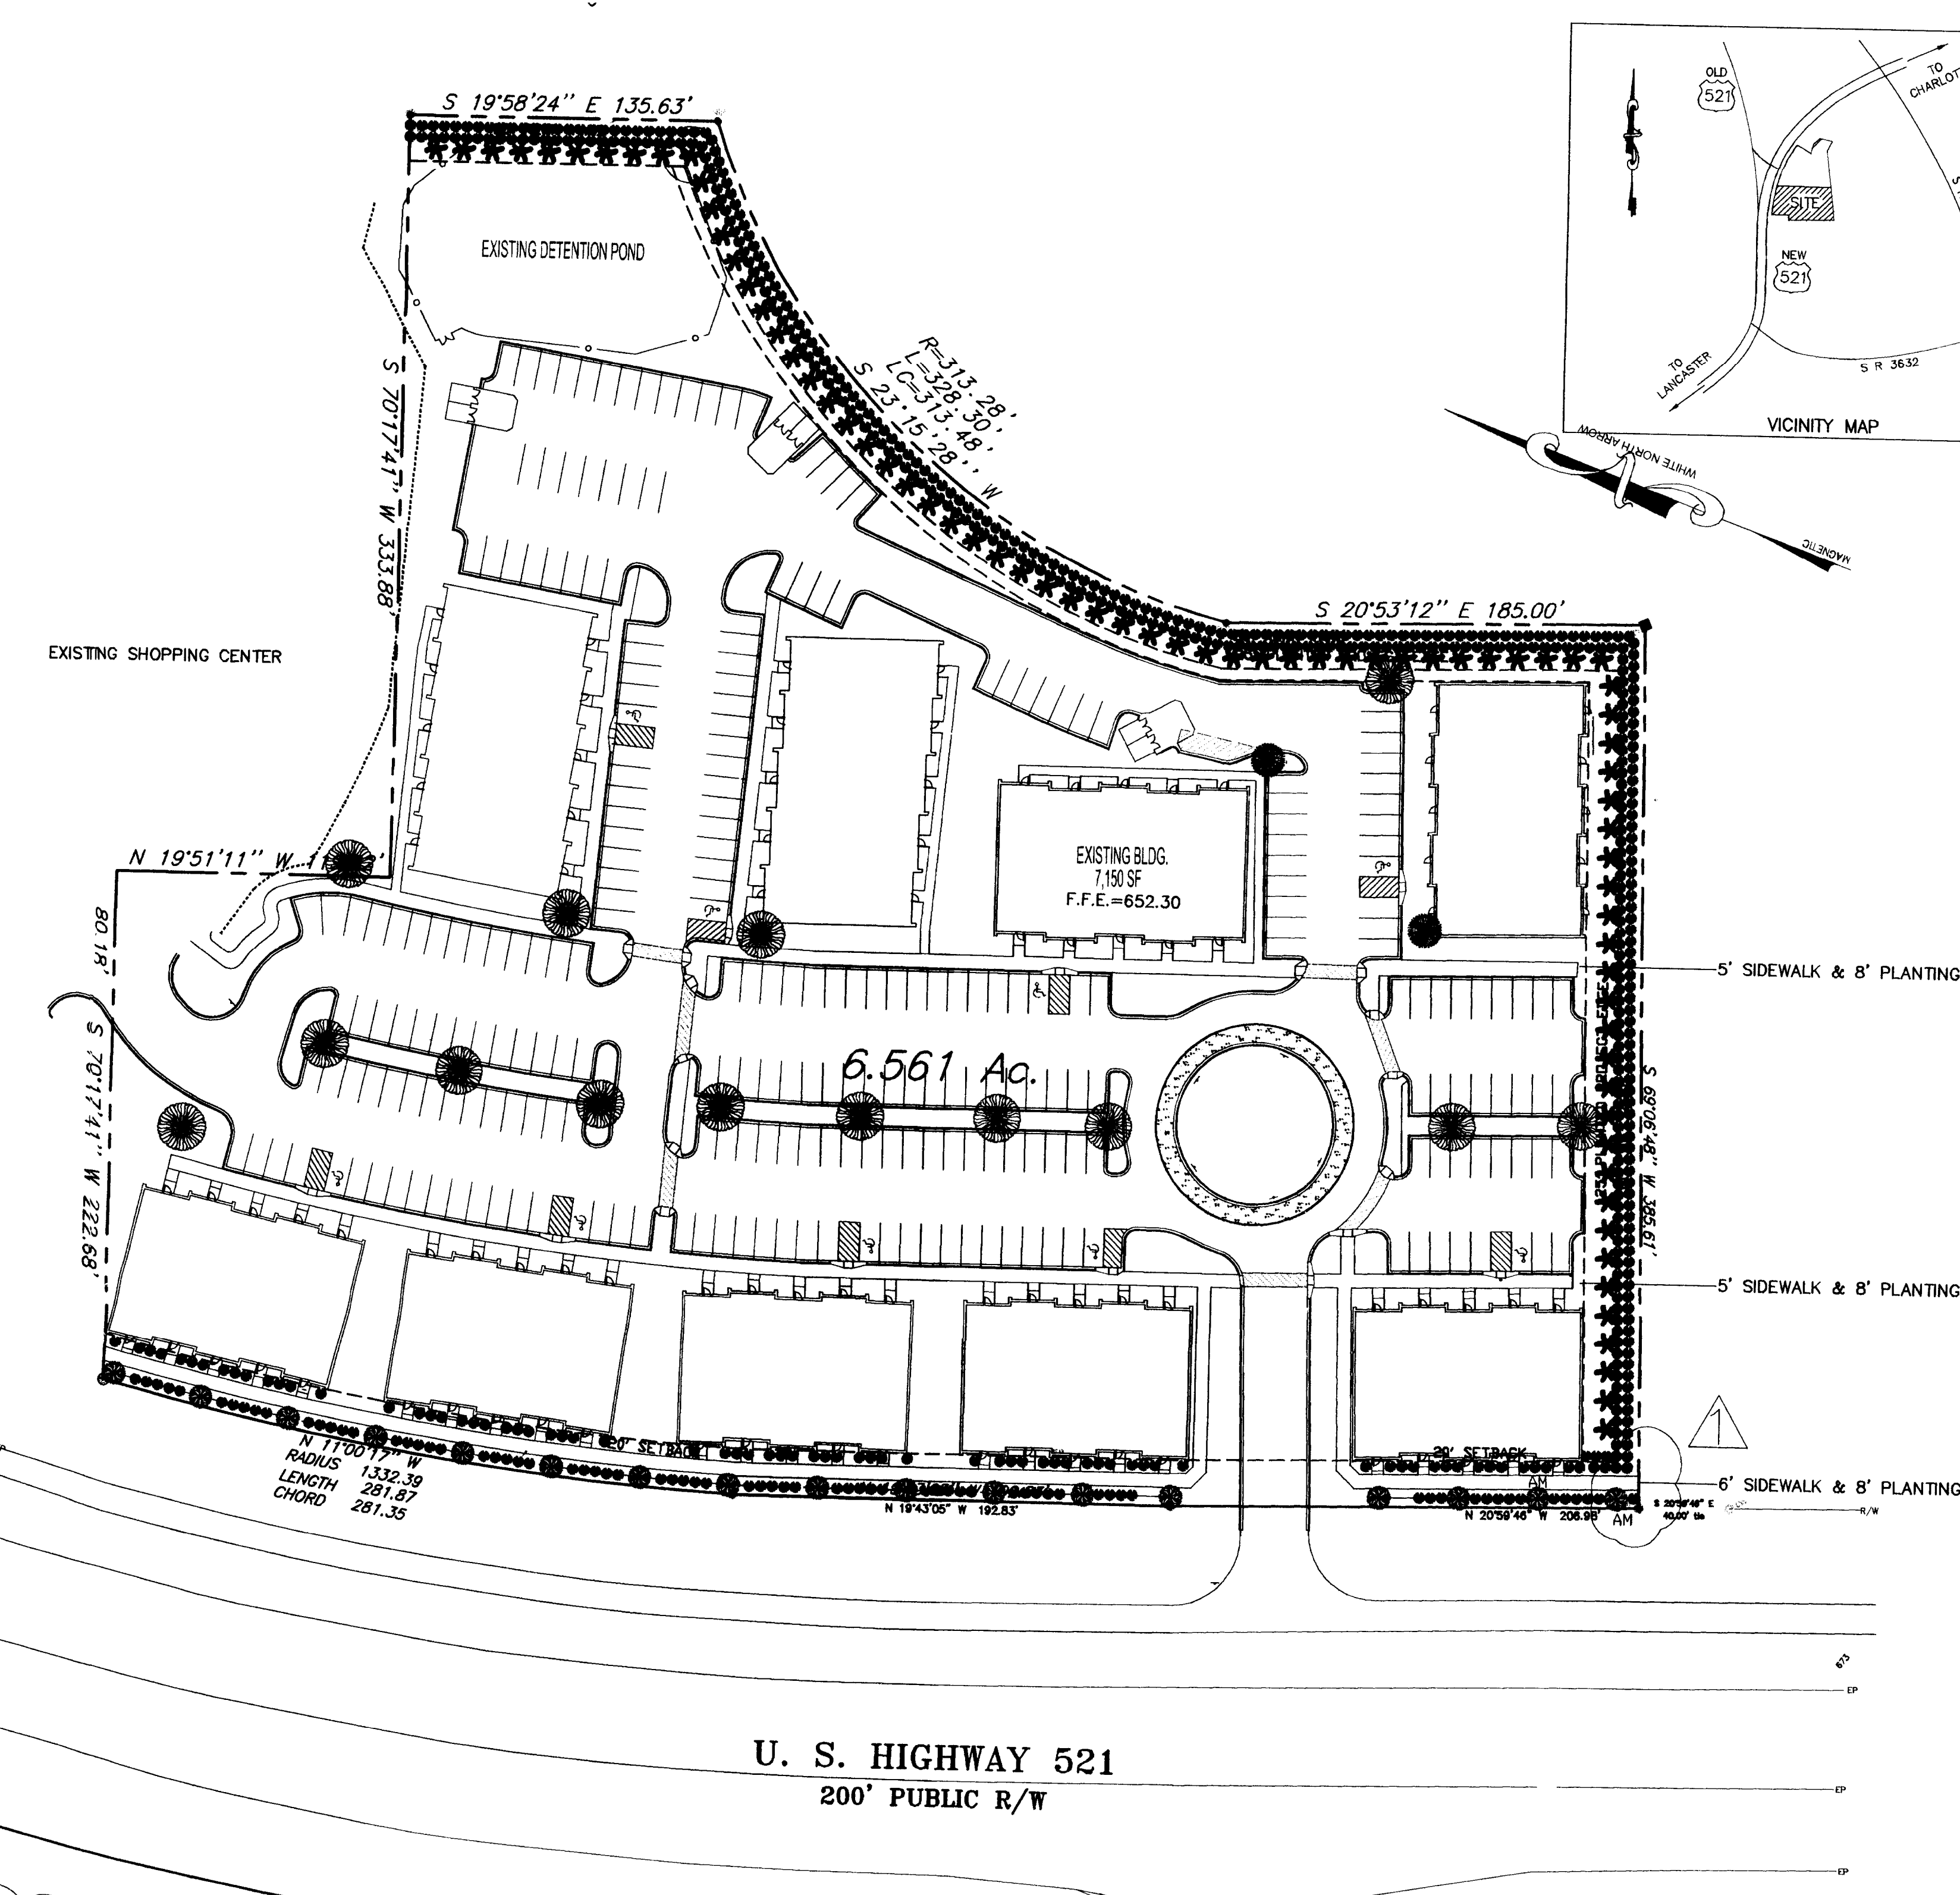 S 19°58'24'' E 135.63'
OLD
521
TO
SITE
NEW
521
TO
LANCASTER
S R 3632
VICINITY MAP
WHITE NORTH ARROW
MAGNETIC
EXISTING DETENTION POND
R=313.28'
L=328.30'
LC=313.48'
S 23°15'28'' W
S 70°17'41'' W 333.88'
S 20°53'12'' E 185.00'
EXISTING SHOPPING CENTER
EXISTING BLDG.
7,150 SF
F.F.E.=652.30
N 19°51'11'' W
80.18'
S 70°17'41'' W 222.68'
5' SIDEWALK & 8' PLANTING
6.561 Ac.
S 69°06'48'' W 385.61'
5' SIDEWALK & 8' PLANTING
1
20' SETBACK
20' SETBACK
AM
6' SIDEWALK & 8' PLANTING
N 11°00'17'' W
RADIUS 1332.39
LENGTH 281.87
CHORD 281.35
N 19°43'05" W 192.83'
N 20°59'46" W 206.98'
AM
40.00' tie
R/W
673
EP
U. S. HIGHWAY 521
200' PUBLIC R/W
EP
EP